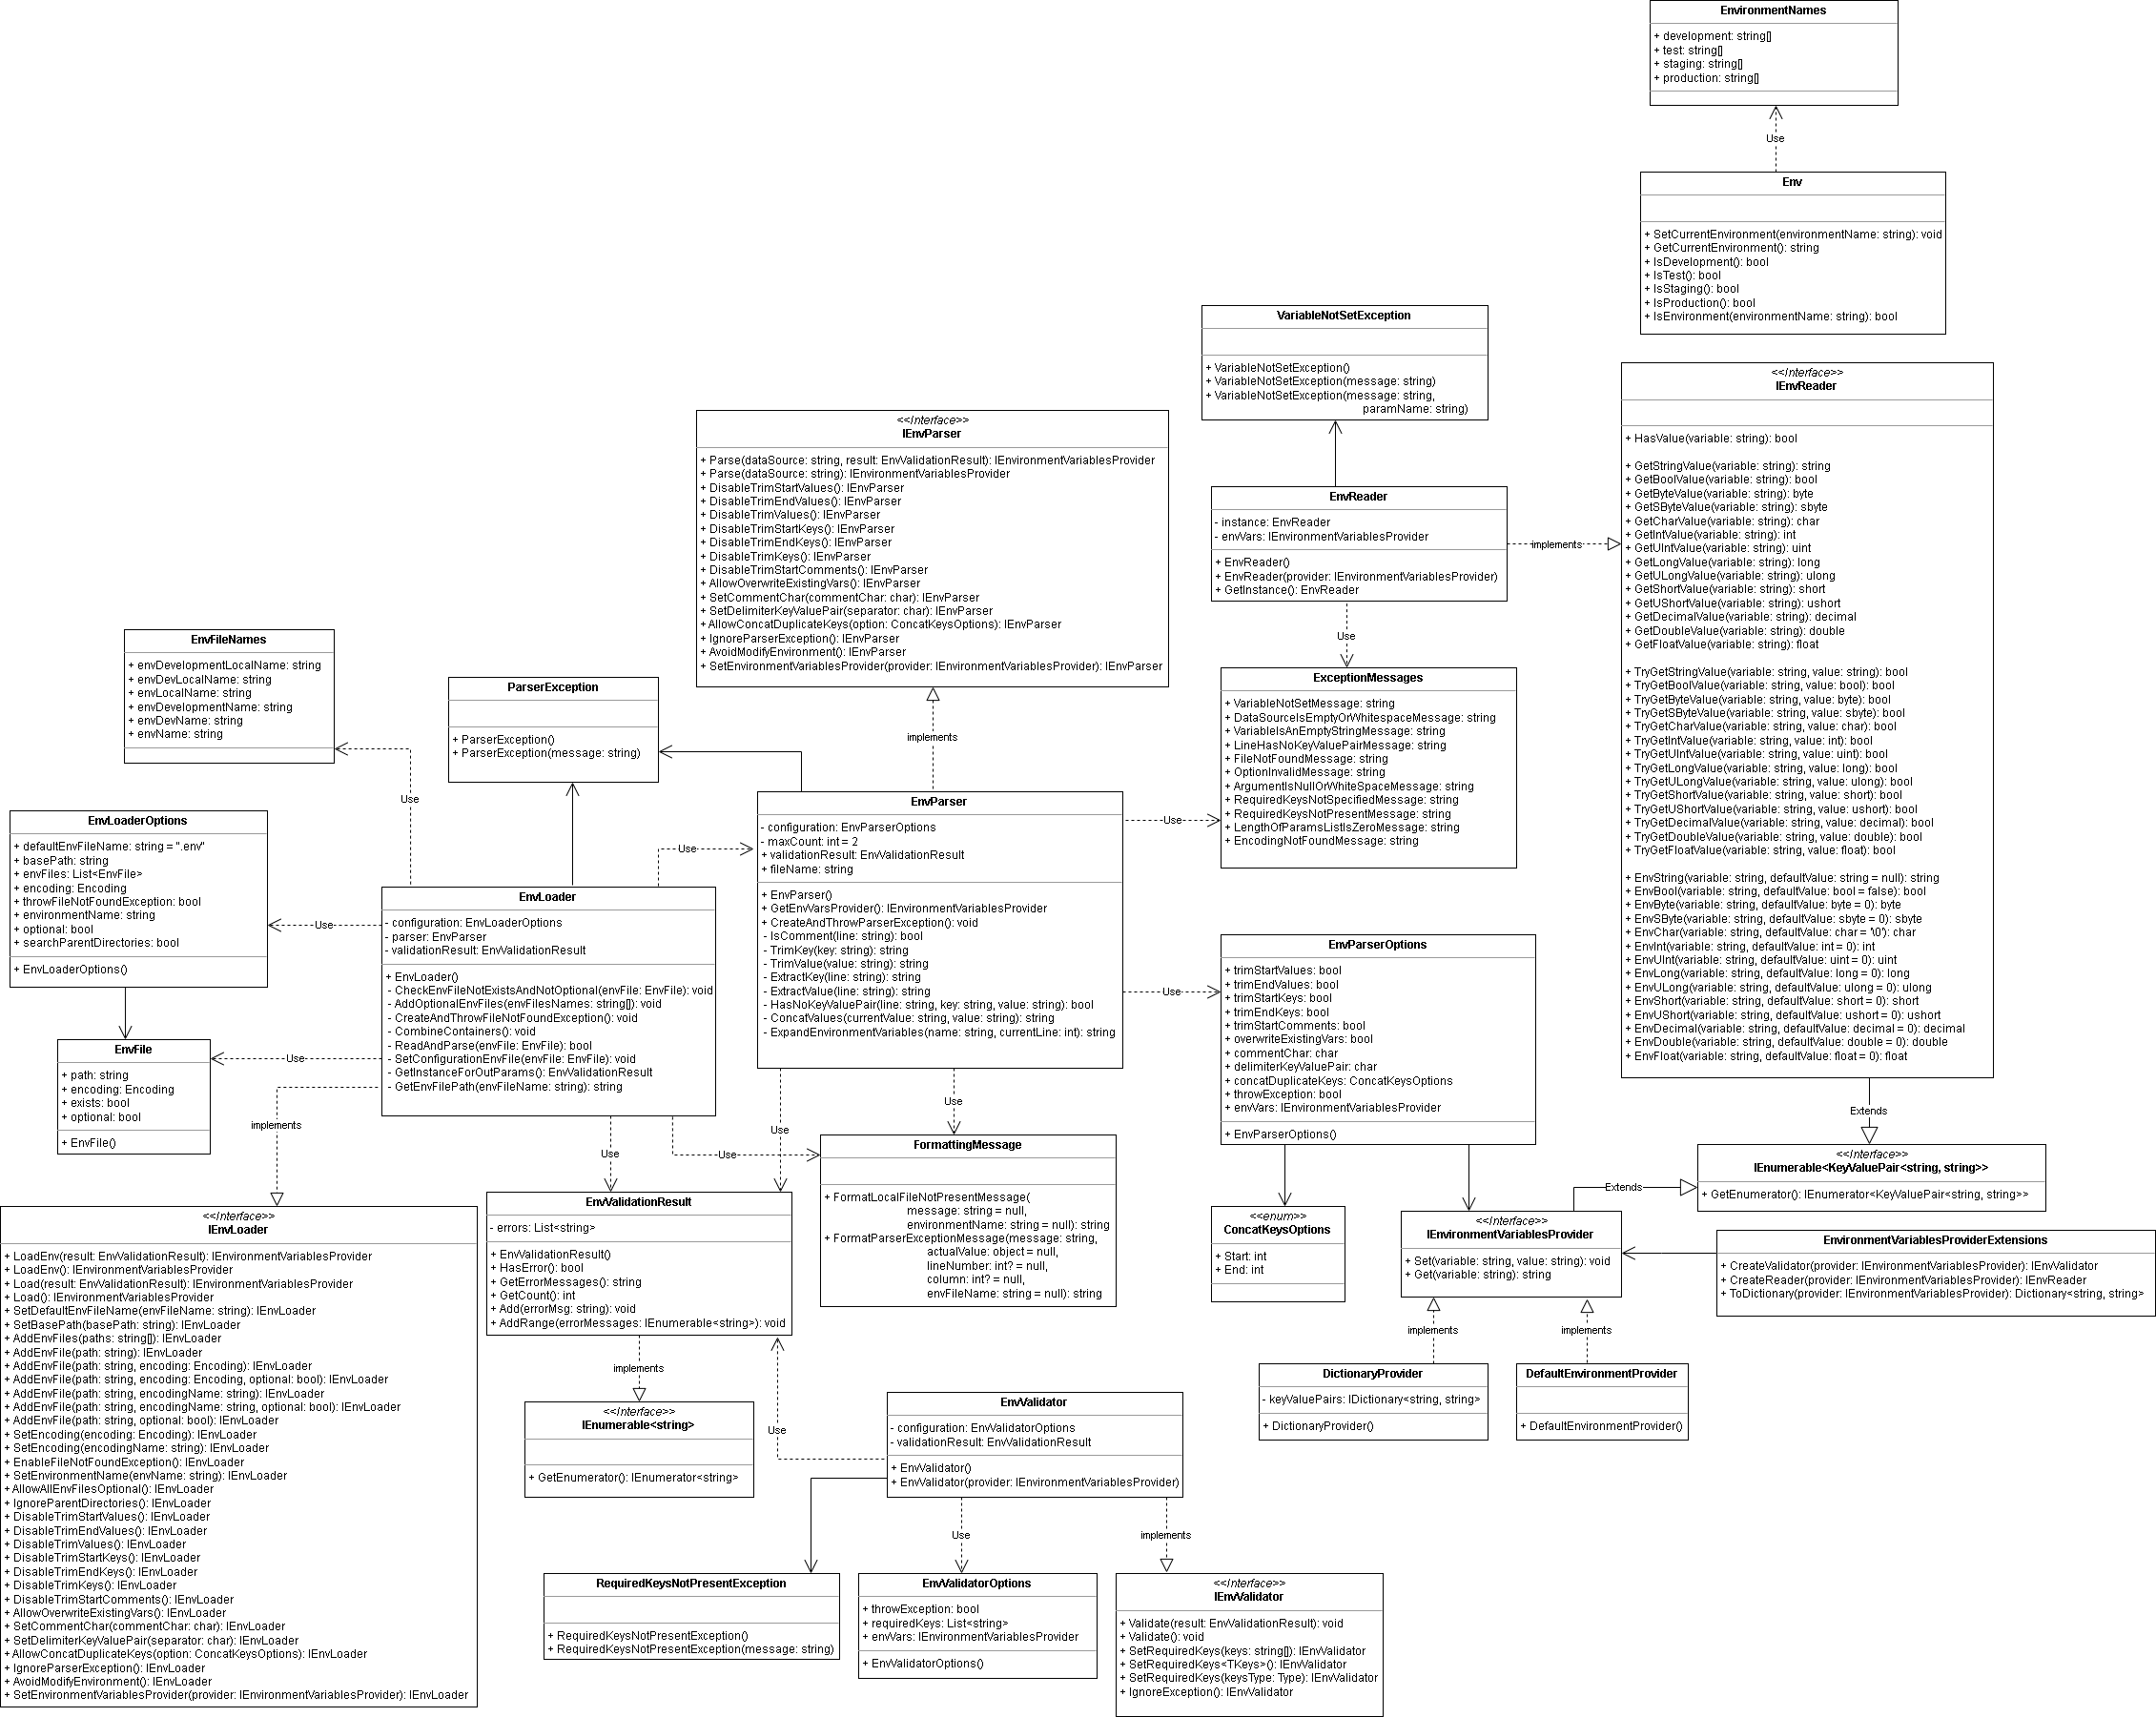 EnvironmentNames
+ development: string[]
+ test: string[]
+ staging: string[]
+ production: string[]
Use
Env
+ SetCurrentEnvironment(environmentName: string): void
+ GetCurrentEnvironment(): string
+ IsDevelopment(): bool
+ IsTest(): bool
+ IsStaging(): bool
+ IsProduction(): bool
+ IsEnvironment(environmentName: string): bool
VariableNotSetException
+ VariableNotSetException()
+ VariableNotSetException(message: string)
+ VariableNotSetException(message: string,
paramName: string)
<<Interface>>
IEnvReader
+ HasValue(variable: string): bool
+ GetStringValue(variable: string): string
+ GetBoolValue(variable: string): bool
+ GetByteValue(variable: string): byte
+ GetSByteValue(variable: string): sbyte
+ GetCharValue(variable: string): char
+ GetIntValue(variable: string): int
+ GetUIntValue(variable: string): uint
+ GetLongValue(variable: string): long
+ GetULongValue(variable: string): ulong
+ GetShortValue(variable: string): short
+ GetUShortValue(variable: string): ushort
+ GetDecimalValue(variable: string): decimal
+ GetDoubleValue(variable: string): double
+ GetFloatValue(variable: string): float
+ TryGetStringValue(variable: string, value: string): bool
+ TryGetBoolValue(variable: string, value: bool): bool
+ TryGetByteValue(variable: string, value: byte): bool
+ TryGetSByteValue(variable: string, value: sbyte): bool
+ TryGetCharValue(variable: string, value: char): bool
+ TryGetIntValue(variable: string, value: int): bool
+ TryGetUIntValue(variable: string, value: uint): bool
+ TryGetLongValue(variable: string, value: long): bool
+ TryGetULongValue(variable: string, value: ulong): bool
+ TryGetShortValue(variable: string, value: short): bool
+ TryGetUShortValue(variable: string, value: ushort): bool
+ TryGetDecimalValue(variable: string, value: decimal): bool
+ TryGetDoubleValue(variable: string, value: double): bool
+ TryGetFloatValue(variable: string, value: float): bool
+ EnvString(variable: string, defaultValue: string = null): string
+ EnvBool(variable: string, defaultValue: bool = false): bool
+ EnvByte(variable: string, defaultValue: byte = 0): byte
+ EnvSByte(variable: string, defaultValue: sbyte = 0): sbyte
+ EnvChar(variable: string, defaultValue: char = '\0'): char
+ EnvInt(variable: string, defaultValue: int = 0): int
+ EnvUInt(variable: string, defaultValue: uint = 0): uint
+ EnvLong(variable: string, defaultValue: long = 0): long
+ EnvULong(variable: string, defaultValue: ulong = 0): ulong
+ EnvShort(variable: string, defaultValue: short = 0): short
+ EnvUShort(variable: string, defaultValue: ushort = 0): ushort
+ EnvDecimal(variable: string, defaultValue: decimal = 0): decimal
+ EnvDouble(variable: string, defaultValue: double = 0): double
+ EnvFloat(variable: string, defaultValue: float = 0): float
<<Interface>>
IEnvParser
+ Parse(dataSource: string, result: EnvValidationResult): IEnvironmentVariablesProvider
+ Parse(dataSource: string): IEnvironmentVariablesProvider
+ DisableTrimStartValues(): IEnvParser
+ DisableTrimEndValues(): IEnvParser
+ DisableTrimValues(): IEnvParser
+ DisableTrimStartKeys(): IEnvParser
+ DisableTrimEndKeys(): IEnvParser
+ DisableTrimKeys(): IEnvParser
+ DisableTrimStartComments(): IEnvParser
+ AllowOverwriteExistingVars(): IEnvParser
+ SetCommentChar(commentChar: char): IEnvParser
+ SetDelimiterKeyValuePair(separator: char): IEnvParser
+ AllowConcatDuplicateKeys(option: ConcatKeysOptions): IEnvParser
+ IgnoreParserException(): IEnvParser
+ AvoidModifyEnvironment(): IEnvParser
+ SetEnvironmentVariablesProvider(provider: IEnvironmentVariablesProvider): IEnvParser
EnvReader
- instance: EnvReader
- envVars: IEnvironmentVariablesProvider
+ EnvReader()
+ EnvReader(provider: IEnvironmentVariablesProvider)
+ GetInstance(): EnvReader
implements
Use
ExceptionMessages
+ VariableNotSetMessage: string
+ DataSourceIsEmptyOrWhitespaceMessage: string
+ VariableIsAnEmptyStringMessage: string
+ LineHasNoKeyValuePairMessage: string
+ FileNotFoundMessage: string
+ OptionInvalidMessage: string
+ ArgumentIsNullOrWhiteSpaceMessage: string
+ RequiredKeysNotSpecifiedMessage: string
+ RequiredKeysNotPresentMessage: string
+ LengthOfParamsListIsZeroMessage: string
+ EncodingNotFoundMessage: string
EnvFileNames
+ envDevelopmentLocalName: string
+ envDevLocalName: string
+ envLocalName: string
+ envDevelopmentName: string
+ envDevName: string
+ envName: string
Use
ParserException
+ ParserException()
+ ParserException(message: string)
implements
EnvParser
- configuration: EnvParserOptions
- maxCount: int = 2
+ validationResult: EnvValidationResult
+ fileName: string
+ EnvParser()
+ GetEnvVarsProvider(): IEnvironmentVariablesProvider
+ CreateAndThrowParserException(): void
- IsComment(line: string): bool
- TrimKey(key: string): string
- TrimValue(value: string): string
- ExtractKey(line: string): string
- ExtractValue(line: string): string
- HasNoKeyValuePair(line: string, key: string, value: string): bool
- ConcatValues(currentValue: string, value: string): string
- ExpandEnvironmentVariables(name: string, currentLine: int): string
Use
Use
Use
EnvLoaderOptions
+ defaultEnvFileName: string = ".env"
+ basePath: string
+ envFiles: List<EnvFile>
+ encoding: Encoding
+ throwFileNotFoundException: bool
+ environmentName: string
+ optional: bool
+ searchParentDirectories: bool
+ EnvLoaderOptions()
Use
EnvLoader
- configuration: EnvLoaderOptions
- parser: EnvParser
- validationResult: EnvValidationResult
+ EnvLoader()
- CheckEnvFileNotExistsAndNotOptional(envFile: EnvFile): void
- AddOptionalEnvFiles(envFilesNames: string[]): void
- CreateAndThrowFileNotFoundException(): void
- CombineContainers(): void
- ReadAndParse(envFile: EnvFile): bool
- SetConfigurationEnvFile(envFile: EnvFile): void
- GetInstanceForOutParams(): EnvValidationResult
- GetEnvFilePath(envFileName: string): string
EnvParserOptions
+ trimStartValues: bool
+ trimEndValues: bool
+ trimStartKeys: bool
+ trimEndKeys: bool
+ trimStartComments: bool
+ overwriteExistingVars: bool
+ commentChar: char
+ delimiterKeyValuePair: char
+ concatDuplicateKeys: ConcatKeysOptions
+ throwException: bool
+ envVars: IEnvironmentVariablesProvider
+ EnvParserOptions()
EnvFile
+ path: string
+ encoding: Encoding
+ exists: bool
+ optional: bool
+ EnvFile()
Use
implements
Use
Use
Use
Use
Extends
FormattingMessage
+ FormatLocalFileNotPresentMessage(
message: string = null,
environmentName: string = null): string
+ FormatParserExceptionMessage(message: string,
actualValue: object = null,
lineNumber: int? = null,
column: int? = null,
envFileName: string = null): string
<<Interface>>
IEnumerable<KeyValuePair<string, string>>
+ GetEnumerator(): IEnumerator<KeyValuePair<string, string>>
Extends
EnvValidationResult
- errors: List<string>
+ EnvValidationResult()
+ HasError(): bool
+ GetErrorMessages(): string
+ GetCount(): int
+ Add(errorMsg: string): void
+ AddRange(errorMessages: IEnumerable<string>): void
<<enum>>
ConcatKeysOptions
+ Start: int
+ End: int
<<Interface>>
IEnvironmentVariablesProvider
+ Set(variable: string, value: string): void
+ Get(variable: string): string
EnvironmentVariablesProviderExtensions
+ CreateValidator(provider: IEnvironmentVariablesProvider): IEnvValidator
+ CreateReader(provider: IEnvironmentVariablesProvider): IEnvReader
+ ToDictionary(provider: IEnvironmentVariablesProvider): Dictionary<string, string>
<<Interface>>
IEnvLoader
+ LoadEnv(result: EnvValidationResult): IEnvironmentVariablesProvider
+ LoadEnv(): IEnvironmentVariablesProvider
+ Load(result: EnvValidationResult): IEnvironmentVariablesProvider
+ Load(): IEnvironmentVariablesProvider
+ SetDefaultEnvFileName(envFileName: string): IEnvLoader
+ SetBasePath(basePath: string): IEnvLoader
+ AddEnvFiles(paths: string[]): IEnvLoader
+ AddEnvFile(path: string): IEnvLoader
+ AddEnvFile(path: string, encoding: Encoding): IEnvLoader
+ AddEnvFile(path: string, encoding: Encoding, optional: bool): IEnvLoader
+ AddEnvFile(path: string, encodingName: string): IEnvLoader
+ AddEnvFile(path: string, encodingName: string, optional: bool): IEnvLoader
+ AddEnvFile(path: string, optional: bool): IEnvLoader
+ SetEncoding(encoding: Encoding): IEnvLoader
+ SetEncoding(encodingName: string): IEnvLoader
+ EnableFileNotFoundException(): IEnvLoader
+ SetEnvironmentName(envName: string): IEnvLoader
+ AllowAllEnvFilesOptional(): IEnvLoader
+ IgnoreParentDirectories(): IEnvLoader
+ DisableTrimStartValues(): IEnvLoader
+ DisableTrimEndValues(): IEnvLoader
+ DisableTrimValues(): IEnvLoader
+ DisableTrimStartKeys(): IEnvLoader
+ DisableTrimEndKeys(): IEnvLoader
+ DisableTrimKeys(): IEnvLoader
+ DisableTrimStartComments(): IEnvLoader
+ AllowOverwriteExistingVars(): IEnvLoader
+ SetCommentChar(commentChar: char): IEnvLoader
+ SetDelimiterKeyValuePair(separator: char): IEnvLoader
+ AllowConcatDuplicateKeys(option: ConcatKeysOptions): IEnvLoader
+ IgnoreParserException(): IEnvLoader
+ AvoidModifyEnvironment(): IEnvLoader
+ SetEnvironmentVariablesProvider(provider: IEnvironmentVariablesProvider): IEnvLoader
implements
implements
implements
<<Interface>>
IEnumerable<string>
+ GetEnumerator(): IEnumerator<string>
Use
EnvValidator
- configuration: EnvValidatorOptions
- validationResult: EnvValidationResult
+ EnvValidator()
+ EnvValidator(provider: IEnvironmentVariablesProvider)
DictionaryProvider
- keyValuePairs: IDictionary<string, string>
+ DictionaryProvider()
DefaultEnvironmentProvider
+ DefaultEnvironmentProvider()
Use
implements
RequiredKeysNotPresentException
+ RequiredKeysNotPresentException()
+ RequiredKeysNotPresentException(message: string)
EnvValidatorOptions
+ throwException: bool
+ requiredKeys: List<string>
+ envVars: IEnvironmentVariablesProvider
+ EnvValidatorOptions()
<<Interface>>
IEnvValidator
+ Validate(result: EnvValidationResult): void
+ Validate(): void
+ SetRequiredKeys(keys: string[]): IEnvValidator
+ SetRequiredKeys<TKeys>(): IEnvValidator
+ SetRequiredKeys(keysType: Type): IEnvValidator
+ IgnoreException(): IEnvValidator